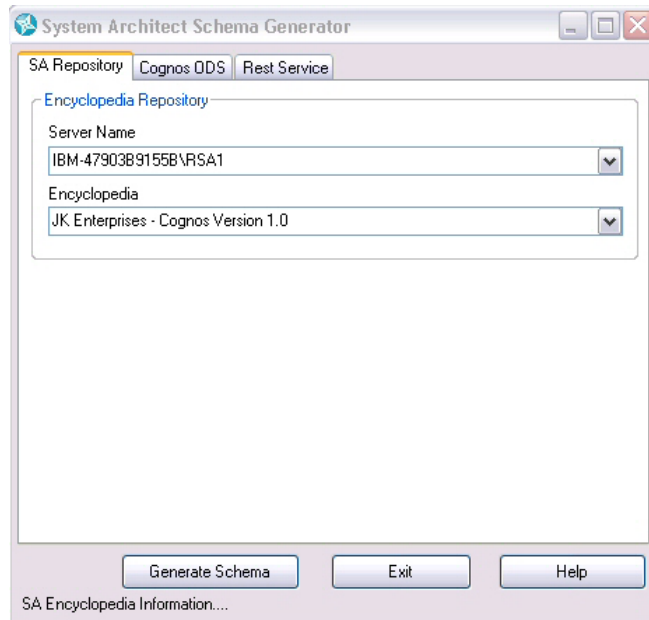 System Architect Schema Generator
SA Repository Cognos ODS Rest Service
Encyclopedia Repository
Server Name
IBM-47903B9155B\RSA1
Encyclopedia
JK Enterprises - Cognos Version 1.0
Generate Schema Exit Help
SA Encyclopedia Information....